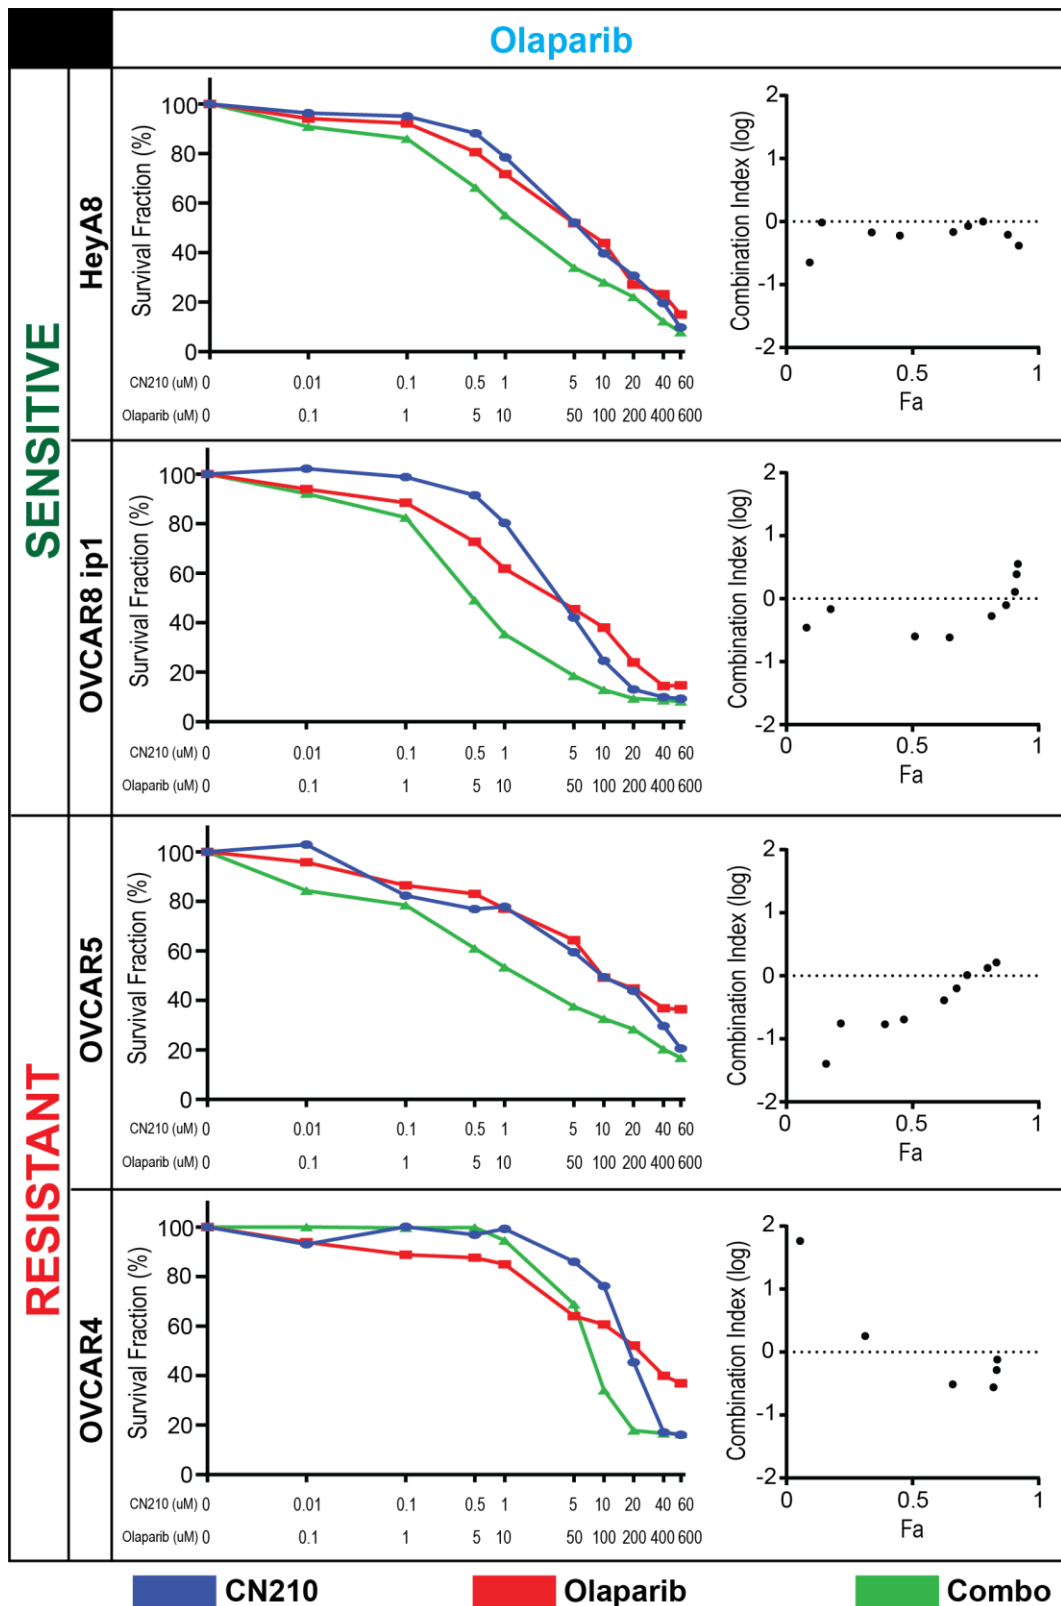 Olaparib
SENSITIVE
HeyA8
Survival Fraction (%)
100
80
60
40
20
0
CN210 (uM) 0 0.01 0.1 0.5 1 5 10 20 40 60
Olaparib (uM) 0 0.1 1 5 10 50 100 200 400 600
Combination Index (log)
2
1
0
-1
-2
0 0.5 1
Fa
OVCAR8 ip1
Survival Fraction (%)
100
80
60
40
20
0
CN210 (uM) 0 0.01 0.1 0.5 1 5 10 20 40 60
Olaparib (uM) 0 0.1 1 5 10 50 100 200 400 600
Combination Index (log)
2
1
0
-1
-2
0 0.5 1
Fa
RESISTANT
OVCAR5
Survival Fraction (%)
100
80
60
40
20
0
CN210 (uM) 0 0.01 0.1 0.5 1 5 10 20 40 60
Olaparib (uM) 0 0.1 1 5 10 50 100 200 400 600
Combination Index (log)
2
1
0
-1
-2
0 0.5 1
Fa
OVCAR4
Survival Fraction (%)
100
80
60
40
20
0
CN210 (uM) 0 0.01 0.1 0.5 1 5 10 20 40 60
Olaparib (uM) 0 0.1 1 5 10 50 100 200 400 600
Combination Index (log)
2
1
0
-1
-2
0 0.5 1
Fa
CN210 Olaparib Combo